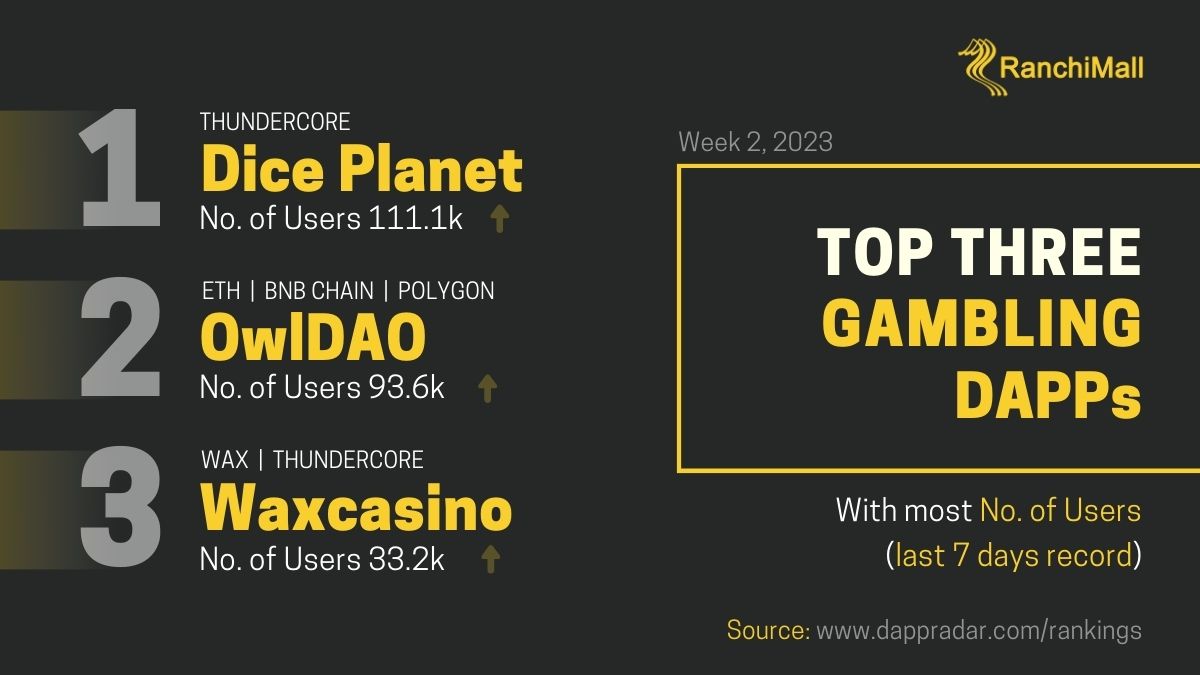 RanchiMall
1
THUNDERCORE
Dice Planet
No. of Users 111.1k
2
ETH | BNB CHAIN | POLYGON
OwlDAO
No. of Users 93.6k
3
WAX | THUNDERCORE
Waxcasino
No. of Users 33.2k
Week 2, 2023
TOP THREE
GAMBLING
DAPPs
With most No. of Users
(last 7 days record)
Source: www.dappradar.com/rankings